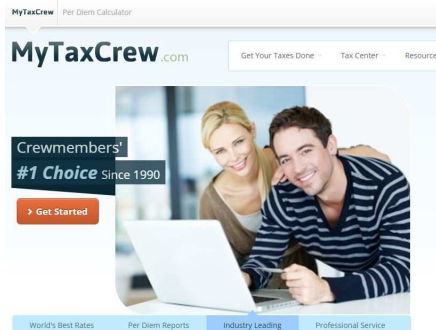 MyTaxCrew Per Diem Calculator
MyTaxCrew.com
Get Your Taxes Done Tax Center Resource
Crewmembers'
#1 Choice Since 1990
> Get Started
World's Best Rates Per Diem Reports Industry Leading Professional Service